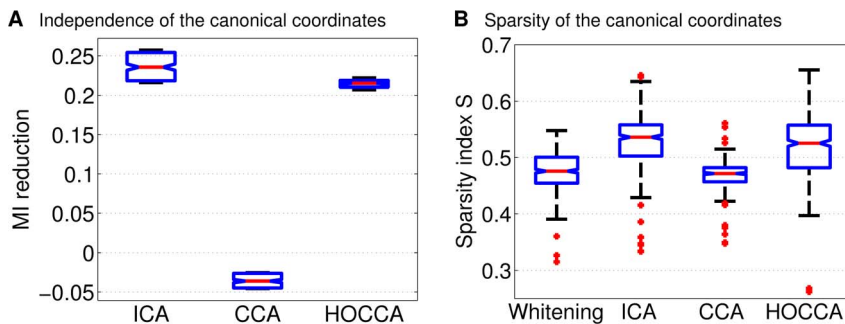 A Independence of the canonical coordinates
MI reduction
0.25
0.2
0.15
0.1
0.05
0
−0.05
ICA CCA HOCCA
B Sparsity of the canonical coordinates
Sparsity index S
0.7
0.6
0.5
0.4
0.3
Whitening ICA CCA HOCCA